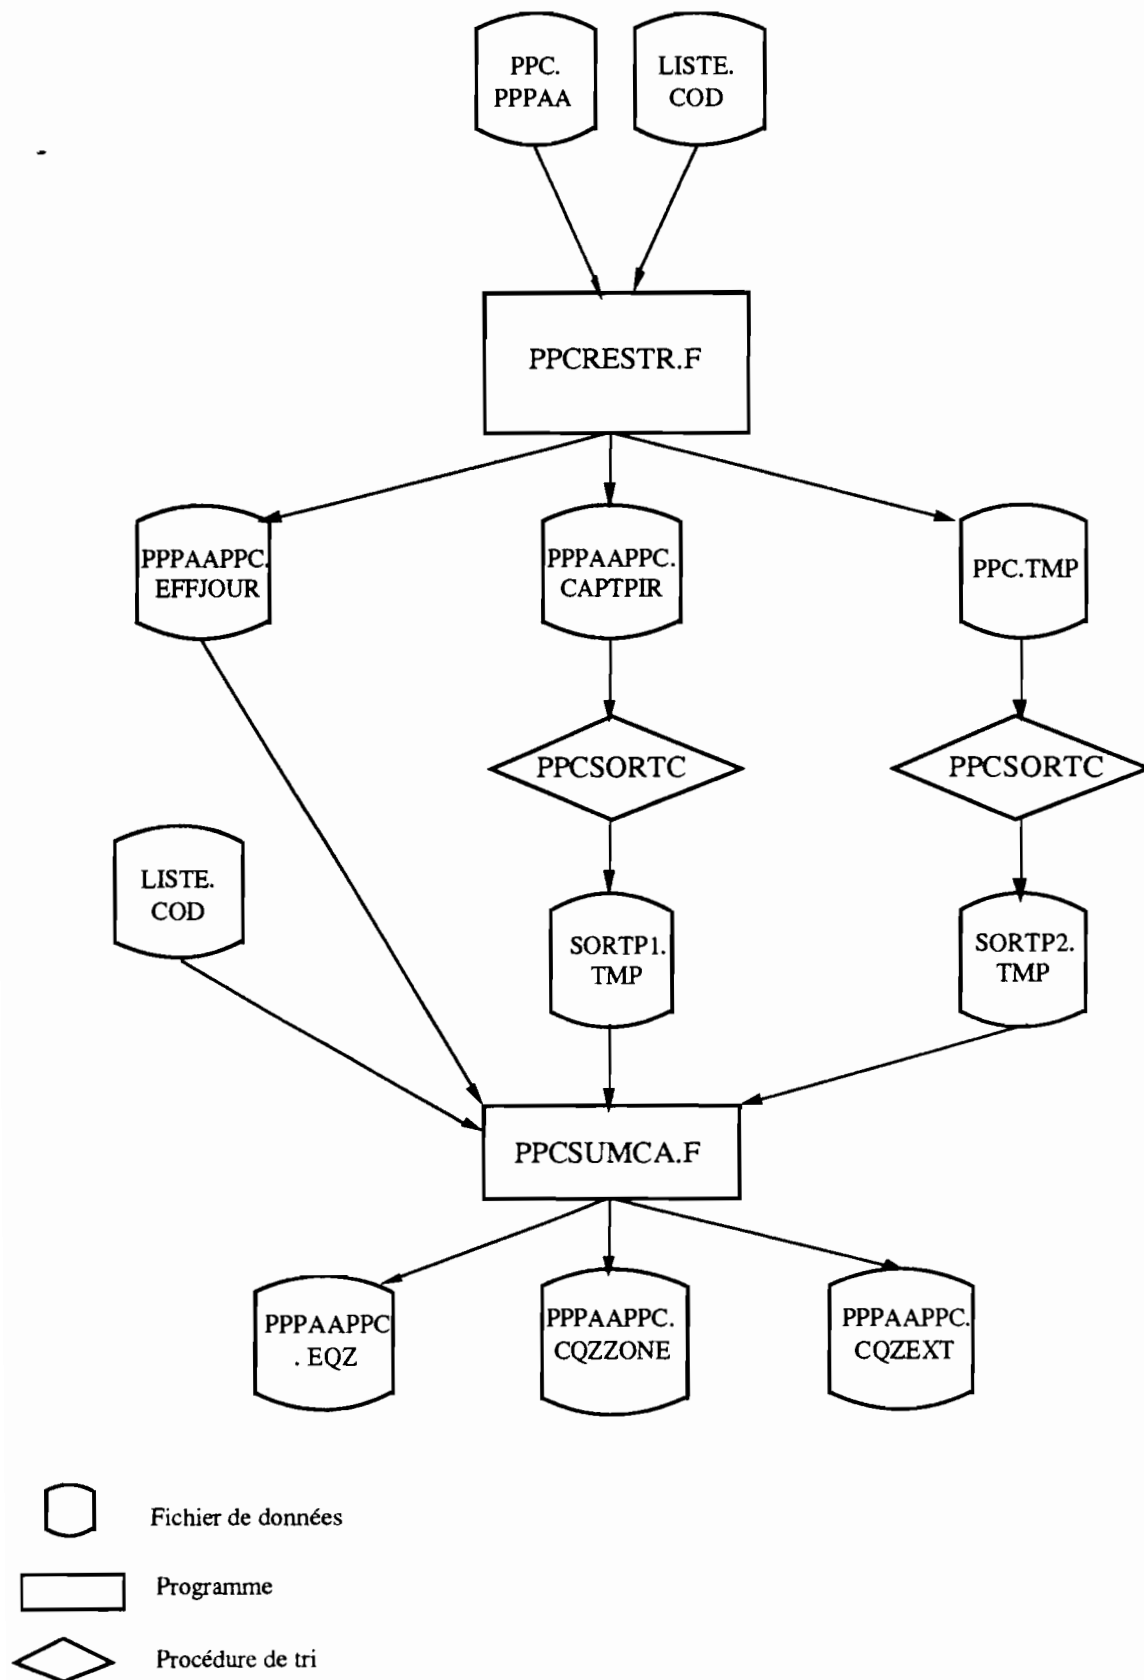 PPC.
PPPAA
LISTE.
COD
PPCRESTR.F
PPPAAPPC.
EFFJOUR
PPPAAPPC.
CAPTPIR
PPC.TMP
PPCSORTC
PPCSORTC
LISTE.
COD
SORTP1.
TMP
SORTP2.
TMP
PPCSUMCA.F
PPPAAPPC
. EQZ
PPPAAPPC.
CQZZONE
PPPAAPPC.
CQZEXT
Fichier de données
Programme
Procédure de tri